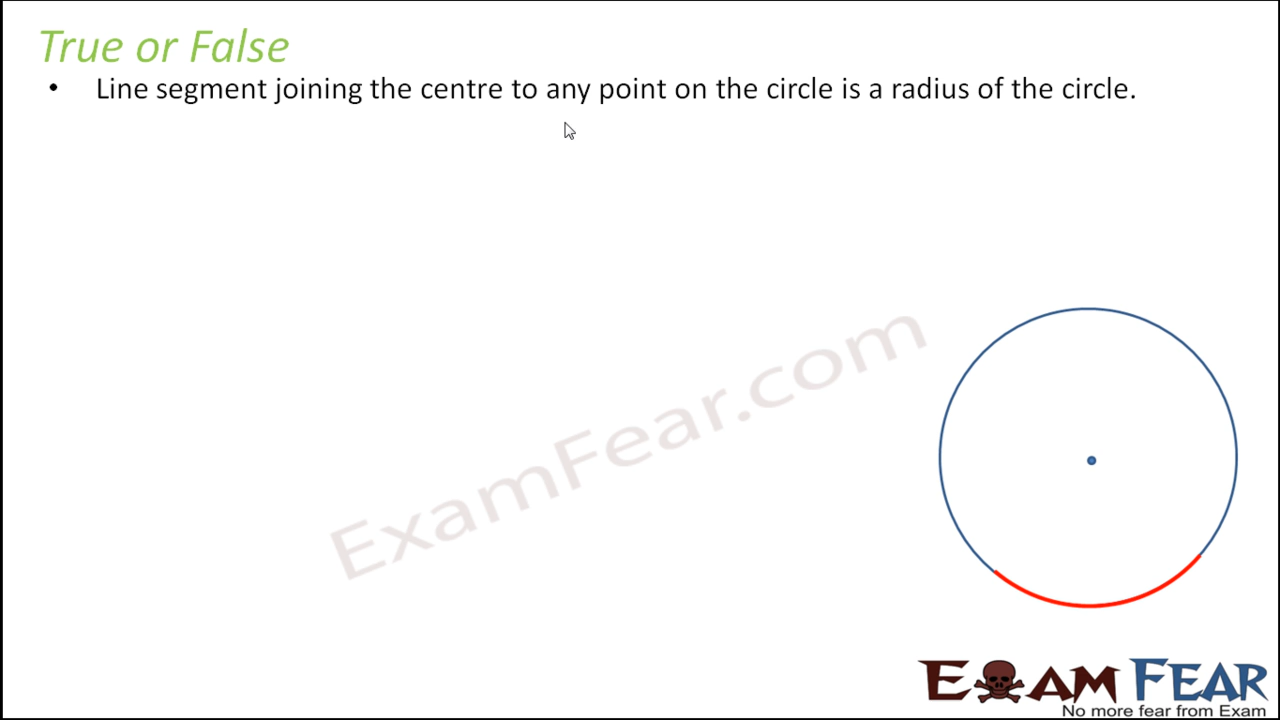 True or False
• Line segment joining the centre to any point on the circle is a radius of the circle.
ExamFear.com
EXAM FEAR
No more fear from Exam